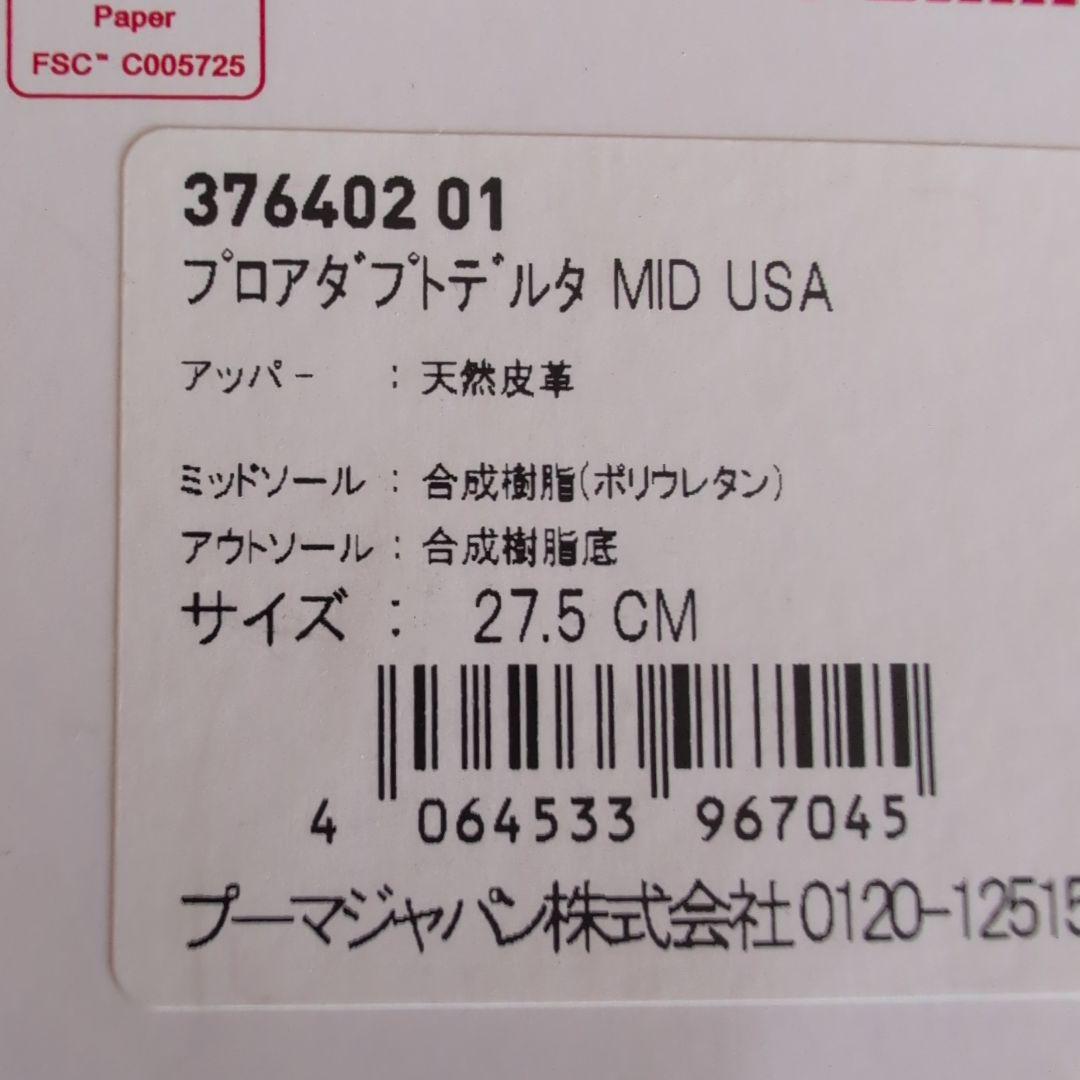 Paper
FSC™ C005725
376402 01
プロアダプトデルタ MID USA
アッパー : 天然皮革
ミッドソール : 合成樹脂(ポリウレタン)
アウトソール : 合成樹脂底
サイズ : 27.5 CM
4 064533 967045
プーマジャパン株式会社0120-12515